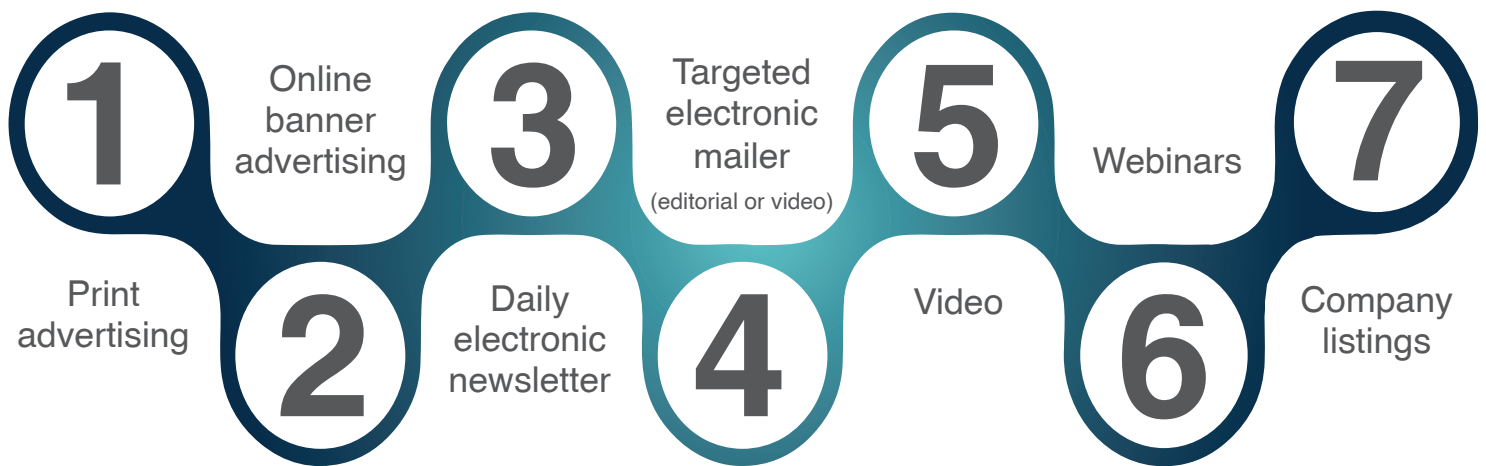 1
Print
advertising
2
Online
banner
advertising
3
Daily
electronic
newsletter
4
Targeted
electronic
mailer
(editorial or video)
5
Video
6
Webinars
7
Company
listings